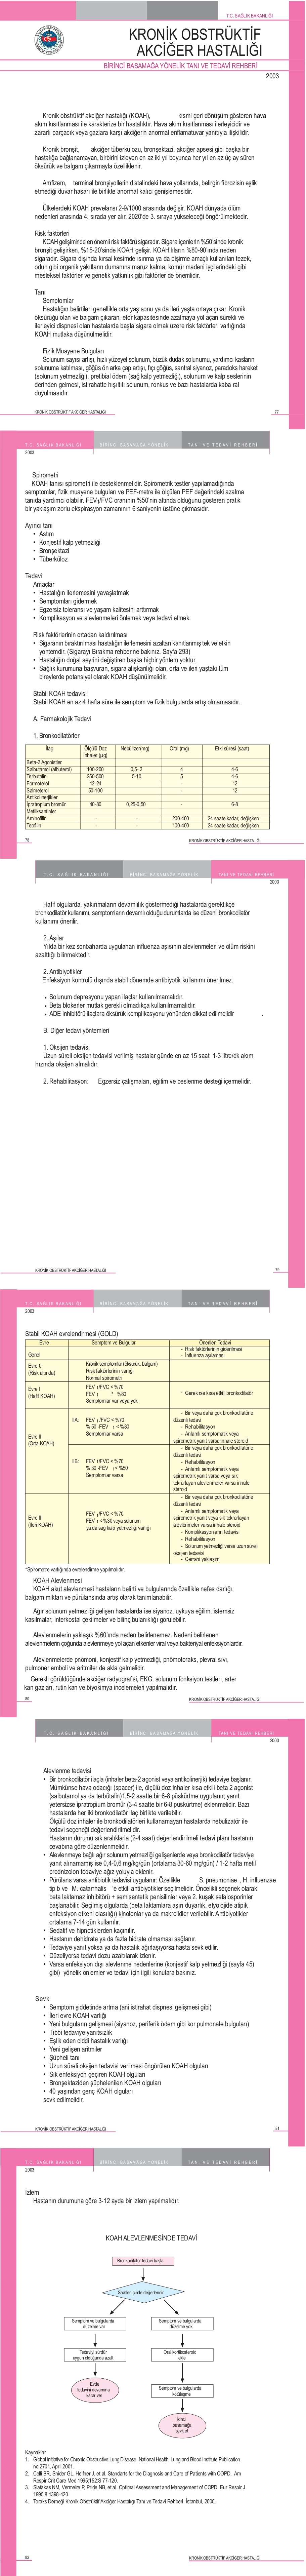 T.C. SAĞLIK BAKANLIĞI
KRONİK OBSTRÜKTİF
AKCİĞER HASTALIĞI
BİRİNCİ BASAMAĞA YÖNELİK TANI VE TEDAVİ REHBERİ
2003
Kronik obstrüktif akciğer hastalığı (KOAH), kısmi geri dönüşüm gösteren hava
akım kısıtlanması ile karakterize bir hastalıktır. Hava akım kısıtlanması ilerleyicidir ve
zararlı parçacık veya gazlara karşı akciğerin anormal enflamatuvar yanıtıyla ilişkilidir.
Kronik bronşit, akciğer tüberkülozu, bronşektazi, akciğer apsesi gibi başka bir
hastalığa bağlanamayan, birbirini izleyen en az iki yıl boyunca her yıl en az üç ay süren
öksürük ve balgam çıkarmayla özelliklenir.
Amfizem, terminal bronşiyollerin distalindeki hava yollarında, belirgin fibrozisin eşlik
etmediği duvar hasarı ile birlikte anormal kalıcı genişlemesidir.
Ülkelerdeki KOAH prevelansı 2-9/1000 arasında değişir. KOAH dünyada ölüm
nedenleri arasında 4. sırada yer alır, 2020'de 3. sıraya yükseleceği öngörülmektedir.
Risk faktörleri
KOAH gelişiminde en önemli risk faktörü sigaradır. Sigara içenlerin %50'sinde kronik
bronşit gelişirken, %15-20'sinde KOAH gelişir. KOAH'lıların %80-90'ında neden
sigaradır. Sigara dışında kırsal kesimde ısınma ya da pişirme amaçlı kullanılan tezek,
odun gibi organik yakıtların dumanına maruz kalma, kömür madeni işçilerindeki gibi
mesleksel faktörler ve genetik yatkınlık gibi faktörler de önemlidir.
Tanı
Semptomlar
Hastalığın belirtileri genellikle orta yaş sonu ya da ileri yaşta ortaya çıkar. Kronik
öksürüğü olan ve balgam çıkaran, efor kapasitesinde azalmaya yol açan sürekli ve
ilerleyici dispnesi olan hastalarda başta sigara olmak üzere risk faktörleri varlığında
KOAH mutlaka düşünülmelidir.
Fizik Muayene Bulguları
Solunum sayısı artışı, hızlı yüzeyel solunum, büzük dudak solunumu, yardımcı kasların
solunuma katılması, göğüs ön arka çap artışı, fıçı göğüs, santral siyanoz, paradoks hareket
(solunum yetmezliği), pretibial ödem (sağ kalp yetmezliği), solunum ve kalp seslerinin
derinden gelmesi, istirahatte hışıltılı solunum, ronkus ve bazı hastalarda kaba ral
duyulmasıdır.
KRONİK OBSTRÜKTİF AKCİĞER HASTALIĞI 77
T.C. SAĞLIK BAKANLIĞI BİRİNCİ BASAMAĞA YÖNELİK TANI VE TEDAVİ REHBERİ
2003
Spirometri
KOAH tanısı spirometri ile desteklenmelidir. Spirometrik testler yapılamadığında
semptomlar, fizik muayene bulguları ve PEF-metre ile ölçülen PEF değerindeki azalma
tanıda yardımcı olabilir. FEV1/FVC oranının %50'nin altında olduğunu gösteren pratik
bir yaklaşım zorlu ekspirasyon zamanının 6 saniyenin üstüne çıkmasıdır.
Ayırıcı tanı
• Astım
• Konjestif kalp yetmezliği
• Bronşektazi
• Tüberküloz
Tedavi
Amaçlar
• Hastalığın ilerlemesini yavaşlatmak
• Semptomları gidermek
• Egzersiz toleransı ve yaşam kalitesini arttırmak
• Komplikasyon ve alevlenmeleri önlemek veya tedavi etmek.
Risk faktörlerinin ortadan kaldırılması
• Sigaranın bıraktırılması hastalığın ilerlemesini azaltan kanıtlanmış tek ve etkin
yöntemdir. (Sigarayı Bırakma rehberine bakınız. Sayfa 293)
• Hastalığın doğal seyrini değiştiren başka hiçbir yöntem yoktur.
• Sağlık kurumuna başvuran, sigara alışkanlığı olan, orta ve ileri yaştaki tüm
bireylerde potansiyel olarak KOAH düşünülmelidir.
Stabil KOAH tedavisi
Stabil KOAH en az 4 hafta süre ile semptom ve fizik bulgularda artış olmamasıdır.
A. Farmakolojik Tedavi
1. Bronkodilatörler
İlaç Ölçülü Doz Nebülizer(mg) Oral (mg) Etki süresi (saat)
İnhaler (µg)
Beta-2 Agonistler
Salbutamol (albuterol) 100-200 0,5- 2 4 4-6
Terbutalin 250-500 5-10 5 4-6
Formoterol 12-24 - 12
Salmeterol 50-100 - 12
Antikolinerjikler
İpratropium bromür 40-80 0,25-0,50 - 6-8
Metilksantinler
Aminofilin - - 200-400 24 saate kadar, değişken
Teofilin - - 100-400 24 saate kadar, değişken
78 KRONİK OBSTRÜKTİF AKCİĞER HASTALIĞI
T.C. SAĞLIK BAKANLIĞI BİRİNCİ BASAMAĞA YÖNELİK TANI VE TEDAVİ REHBERİ
2003
Hafif olgularda, yakınmaların devamlılık göstermediği hastalarda gerektikçe
bronkodilatör kullanımı, semptomların devamlı olduğu durumlarda ise düzenli bronkodilatör
kullanımı önerilir.
2. Aşılar
Yılda bir kez sonbaharda uygulanan influenza aşısının alevlenmeleri ve ölüm riskini
azalttığı bilinmektedir.
2. Antibiyotikler
Enfeksiyon kontrolü dışında stabil dönemde antibiyotik kullanımı önerilmez.
• Solunum depresyonu yapan ilaçlar kullanılmamalıdır.
• Beta blokerler mutlak gerekli olmadıkça kullanılmamalıdır.
• ADE inhibitörü ilaçlara öksürük komplikasyonu yönünden dikkat edilmelidir .
B. Diğer tedavi yöntemleri
1. Oksijen tedavisi
Uzun süreli oksijen tedavisi verilmiş hastalar günde en az 15 saat 1-3 litre/dk akım
hızında oksijen almalıdır.
2. Rehabilitasyon: Egzersiz çalışmaları, eğitim ve beslenme desteği içermelidir.
KRONİK OBSTRÜKTİF AKCİĞER HASTALIĞI 79
T.C. SAĞLIK BAKANLIĞI BİRİNCİ BASAMAĞA YÖNELİK TANI VE TEDAVİ REHBERİ
2003
Stabil KOAH evrelendirmesi (GOLD)
Evre Semptom ve Bulgular Önerilen Tedavi
Genel
- Risk faktörlerinin giderilmesi
- İnfluenza aşılaması
Evre 0
(Risk altında)
Kronik semptomlar (öksürük, balgam)
Risk faktörlerinin varlığı
Normal spirometri
Evre I
(Hafif KOAH)
FEV 1/FVC < %70
FEV 1 ³ %80
Semptomlar var veya yok
- Gerekirse kısa etkili bronkodilatör
Evre II
(Orta KOAH)
IIA: FEV 1/FVC < %70
% 50 -FEV 1 < %80
Semptomlar varsa
- Bir veya daha çok bronkodilatörle
düzenli tedavi
- Rehabilitasyon
- Anlamlı semptomatik veya
spirometrik yanıt varsa inhale steroid
IIB: FEV 1/FVC < %70
% 30 -FEV 1 < %50
Semptomlar varsa
- Bir veya daha çok bronkodilatörle
düzenli tedavi
- Rehabilitasyon
- Anlamlı semptomatik veya
spirometrik yanıt varsa veya sık
tekrarlayan alevlenmeler varsa inhale
steroid
Evre III
(İleri KOAH)
FEV 1/FVC < %70
FEV 1 < %30 veya solunum
ya da sağ kalp yetmezliği varlığı
- Bir veya daha çok bronkodilatörle
düzenli tedavi
- Anlamlı semptomatik veya
spirometrik yanıt veya sık tekrarlayan
alevlenmeler varsa inhale steroid
- Komplikasyonların tedavisi
- Rehabilitasyon
- Solunum yetmezliği varsa uzun süreli
oksijen tedavisi
- Cerrahi yaklaşım
*Spirometre varlığında evrelendirme yapılmalıdır.
KOAH Alevlenmesi
KOAH akut alevlenmesi hastaların belirti ve bulgularında özellikle nefes darlığı,
balgam miktarı ve pürülansında artış olarak tanımlanabilir.
Ağır solunum yetmezliği gelişen hastalarda ise siyanoz, uykuya eğilim, istemsiz
kasılmalar, interkostal çekilmeler ve bilinç bulanıklığı görülebilir.
Alevlenmelerin yaklaşık %60'ında neden belirlenemez. Nedeni belirlenen
alevlenmelerin çoğunda alevlenmeye yol açan etkenler viral veya bakteriyal enfeksiyonlardır.
Alevlenmelerde pnömoni, konjestif kalp yetmezliği, pnömotoraks, plevral sıvı,
pulmoner emboli ve aritmiler de akla gelmelidir.
Gerekli görüldüğünde akciğer radyografisi, EKG, solunum fonksiyon testleri, arter
kan gazları, rutin kan ve biyokimya incelemeleri yapılmalıdır.
80 KRONİK OBSTRÜKTİF AKCİĞER HASTALIĞI
T.C. SAĞLIK BAKANLIĞI BİRİNCİ BASAMAĞA YÖNELİK TANI VE TEDAVİ REHBERİ
2003
Alevlenme tedavisi
• Bir bronkodilatör ilaçla (inhaler beta-2 agonist veya antikolinerjik) tedaviye başlanır.
Mümkünse hava odacığı (spacer) ile, ölçülü doz inhaler kısa etkili beta 2 agonist
(salbutamol ya da terbütalin)1,5-2 saatte bir 6-8 püskürtme uygulanır; yanıt
yetersizse ipratropium bromür (3-4 saatte bir 6-8 püskürtme) eklenmelidir. Bazı
hastalarda her iki bronkodilatör ilaç birlikte verilebilir.
Ölçülü doz inhaler ile bronkodilatörleri kullanamayan hastalarda nebulizatör ile
tedavi seçeneği değerlendirilmelidir.
Hastanın durumu sık aralıklarla (2-4 saat) değerlendirilmeli tedavi planı hastanın
cevabına göre düzenlenmelidir.
• Alevlenmeye bağlı ağır solunum yetmezliği gelişenlerde veya bronkodilatör tedaviye
yanıt alınamamış ise 0,4-0,6 mg/kg/gün (ortalama 30-60 mg/gün) / 1-2 hafta metil
prednizolon tedaviye ağız yoluyla eklenir.
• Pürülans varsa antibiotik tedavisi uygulanır: Özellikle S. pneumoniae , H. influenzae
tip b ve M. catarrhalis 'e etkili antibiyotikler seçilmelidir. Öncelikli seçenek olarak
beta laktamaz inhibitörü + semisentetik penisilinler veya 2. kuşak sefalosporinler
başlanabilir. Seçilmiş olgularda (beta laktamlara aşırı duyarlık, etyolojide atipik
enfeksiyon etkeni olasılığı) kinolonlar ya da makrolidler verilebilir. Antibiyotikler
ortalama 7-14 gün kullanılır.
• Sedatif ve hipnotiklerden kaçınılır.
• Hastanın dehidrate ya da fazla hidrate olmaması sağlanır.
• Tedaviye yanıt yoksa ya da hastalık ağırlaşıyorsa hasta sevk edilir.
• Düzeliyorsa tedavi dozu azaltılarak izlenir.
• Varsa enfeksiyon dışı alevlenme nedenlerine (konjestif kalp yetmezliği (sayfa 45)
gibi) yönelik önlemler ve tedavi için ilgili konulara bakınız.
Sevk
• Semptom şiddetinde artma (ani istirahat dispnesi gelişmesi gibi)
• İleri evre KOAH varlığı
• Yeni bulguların gelişmesi (siyanoz, periferik ödem gibi kor pulmonale bulguları)
• Tıbbi tedaviye yanıtsızlık
• Eşlik eden ciddi hastalık varlığı
• Yeni gelişen aritmiler
• Şüpheli tanı
• Uzun süreli oksijen tedavisi verilmesi öngörülen KOAH olguları
• Sık enfeksiyon geçiren KOAH olguları
• Bronşektaziden şüphelenilen KOAH olguları
• 40 yaşından genç KOAH olguları
sevk edilmelidir.
KRONİK OBSTRÜKTİF AKCİĞER HASTALIĞI 81
T.C. SAĞLIK BAKANLIĞI BİRİNCİ BASAMAĞA YÖNELİK TANI VE TEDAVİ REHBERİ
2003
İzlem
Hastanın durumuna göre 3-12 ayda bir izlem yapılmalıdır.
KOAH ALEVLENMESİNDE TEDAVİ
Bronkodilatör tedavi başla
Saatler içinde değerlendir
Semptom ve bulgularda
düzelme var
Semptom ve bulgularda
düzelme yok
Tedaviyi sürdür
uygun olduğunda azalt
Oral kortikosteroid
ekle
Evde
tedavini devamına
karar ver
Semptom ve bulgularda
kötüleşme
İkinci
basamağa
sevk et
Kaynaklar
1. Global Initiative for Chronic Obstructive Lung Disease. National Health, Lung and Blood Institute Publication
no:2701, April 2001.
2. Celli BR, Snider GL, Heffner J, et al. Standarts for the Diagnosis and Care of Patients with COPD. Am
Respir Crit Care Med 1995;152:S 77-120.
3. Siafakas NM, Vermeire P, Pride NB, et al. Optimal Assessment and Management of COPD. Eur Respir J
1995;8:1398-420.
4. Toraks Derneği Kronik Obstrüktif Akciğer Hastalığı Tanı ve Tedavi Rehberi. İstanbul, 2000.
82 KRONİK OBSTRÜKTİF AKCİĞER HASTALIĞI